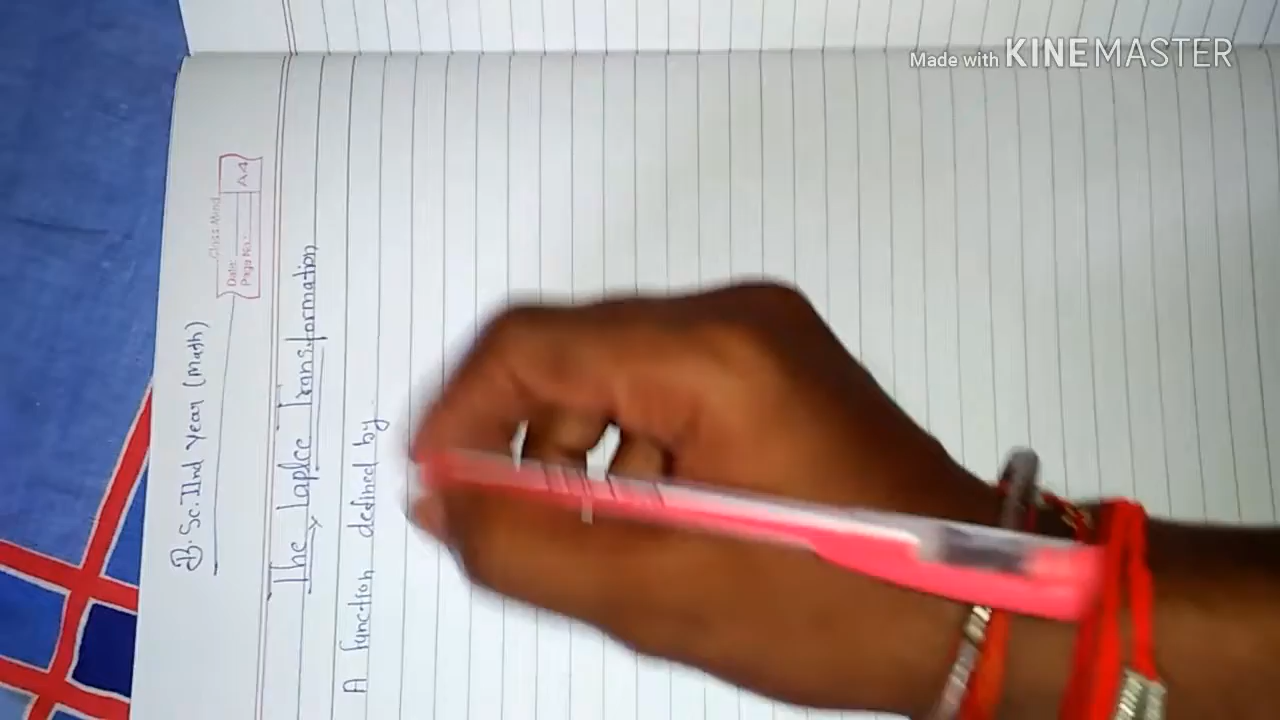 Made with KINEMASTER
B.Sc. IInd Year (Math)
Class Mind
Date:
Page No.:
A4
The Laplce Transformation
A function defined by